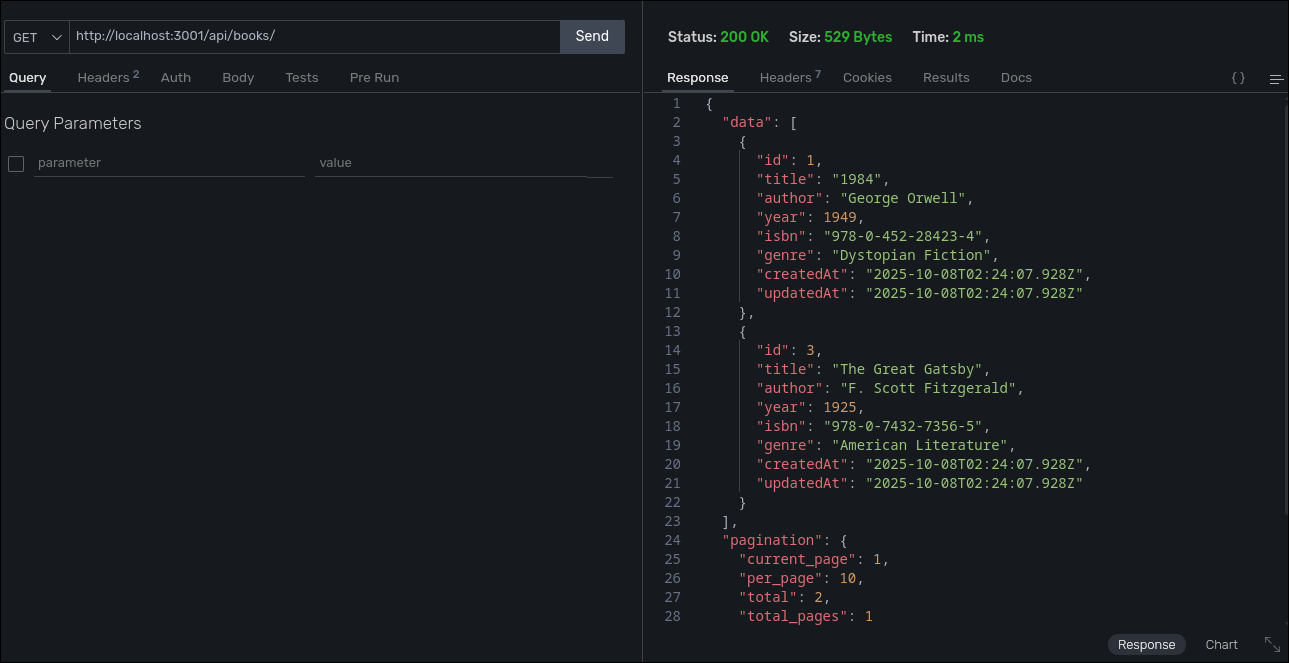 GET http://localhost:3001/api/books/ Send
Query Headers 2 Auth Body Tests Pre Run
Query Parameters
parameter value
Status: 200 OK Size: 529 Bytes Time: 2 ms
Response Headers 7 Cookies Results Docs { }
1 {
2 "data": [
3 {
4 "id": 1,
5 "title": "1984",
6 "author": "George Orwell",
7 "year": 1949,
8 "isbn": "978-0-452-28423-4",
9 "genre": "Dystopian Fiction",
10 "createdAt": "2025-10-08T02:24:07.928Z",
11 "updatedAt": "2025-10-08T02:24:07.928Z"
12 },
13 {
14 "id": 3,
15 "title": "The Great Gatsby",
16 "author": "F. Scott Fitzgerald",
17 "year": 1925,
18 "isbn": "978-0-7432-7356-5",
19 "genre": "American Literature",
20 "createdAt": "2025-10-08T02:24:07.928Z",
21 "updatedAt": "2025-10-08T02:24:07.928Z"
22 }
23 ],
24 "pagination": {
25 "current_page": 1,
26 "per_page": 10,
27 "total": 2,
28 "total_pages": 1
Response Chart